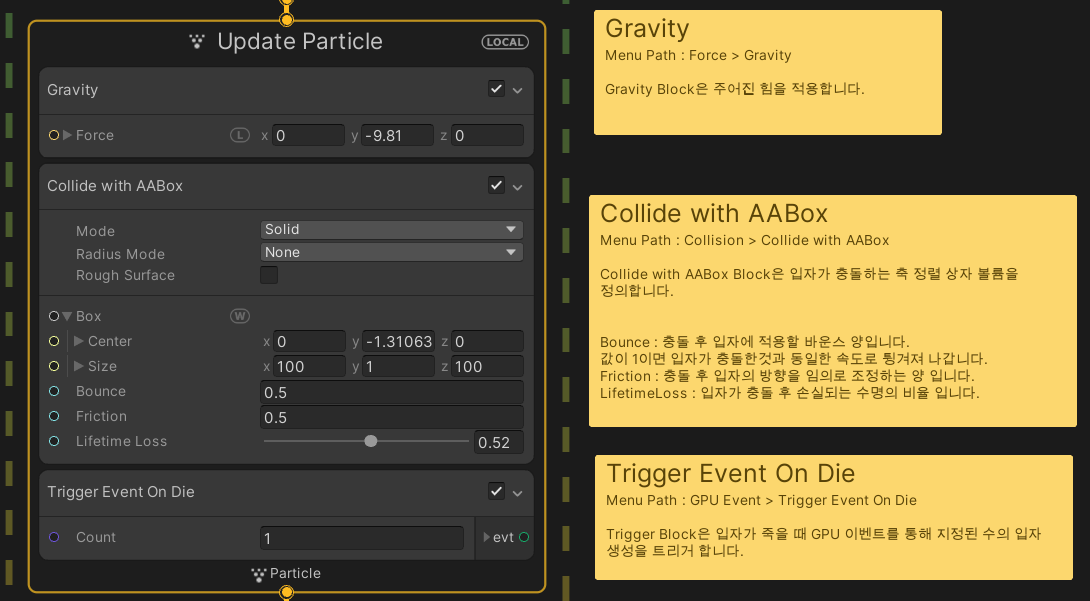 Update Particle
LOCAL
Gravity
Force
L
x 0 y -9.81 z 0
Collide with AABox
Mode
Solid
Radius Mode
None
Rough Surface
Box
W
Center
x 0 y -1.31063 z 0
Size
x 100 y 1 z 100
Bounce
0.5
Friction
0.5
Lifetime Loss
0.52
Trigger Event On Die
Count
1
evt
Particle
Gravity
Menu Path : Force > Gravity
Gravity Block은 주어진 힘을 적용합니다.
Collide with AABox
Menu Path : Collision > Collide with AABox
Collide with AABox Block은 입자가 충돌하는 축 정렬 상자 볼륨을
정의합니다.
Bounce : 충돌 후 입자에 적용할 바운스 양입니다.
값이 1이면 입자가 충돌한것과 동일한 속도로 튕겨져 나갑니다.
Friction : 충돌 후 입자의 방향을 임의로 조정하는 양 입니다.
LifetimeLoss : 입자가 충돌 후 손실되는 수명의 비율 입니다.
Trigger Event On Die
Menu Path : GPU Event > Trigger Event On Die
Trigger Block은 입자가 죽을 때 GPU 이벤트를 통해 지정된 수의 입자
생성을 트리거 합니다.